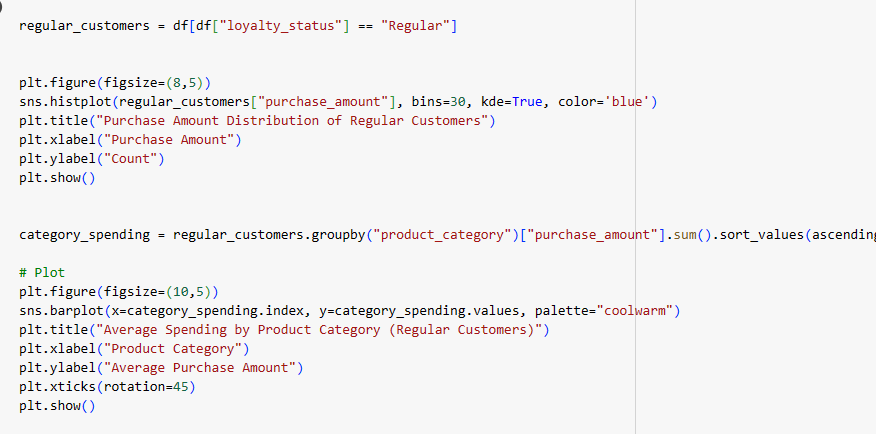 regular_customers = df[df["loyalty_status"] == "Regular"]
plt.figure(figsize=(8,5))
sns.histplot(regular_customers["purchase_amount"], bins=30, kde=True, color='blue')
plt.title("Purchase Amount Distribution of Regular Customers")
plt.xlabel("Purchase Amount")
plt.ylabel("Count")
plt.show()
category_spending = regular_customers.groupby("product_category")["purchase_amount"].sum().sort_values(ascending
# Plot
plt.figure(figsize=(10,5))
sns.barplot(x=category_spending.index, y=category_spending.values, palette="coolwarm")
plt.title("Average Spending by Product Category (Regular Customers)")
plt.xlabel("Product Category")
plt.ylabel("Average Purchase Amount")
plt.xticks(rotation=45)
plt.show()